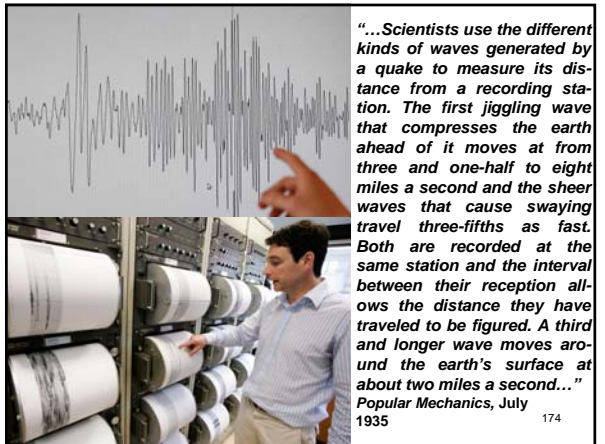 “…Scientists use the different
kinds of waves generated by
a quake to measure its dis-
tance from a recording sta-
tion. The first jiggling wave
that compresses the earth
ahead of it moves at from
three and one-half to eight
miles a second and the sheer
waves that cause swaying
travel three-fifths as fast.
Both are recorded at the
same station and the interval
between their reception all-
ows the distance they have
traveled to be figured. A third
and longer wave moves aro-
und the earth’s surface at
about two miles a second…”
Popular Mechanics, July
1935
174